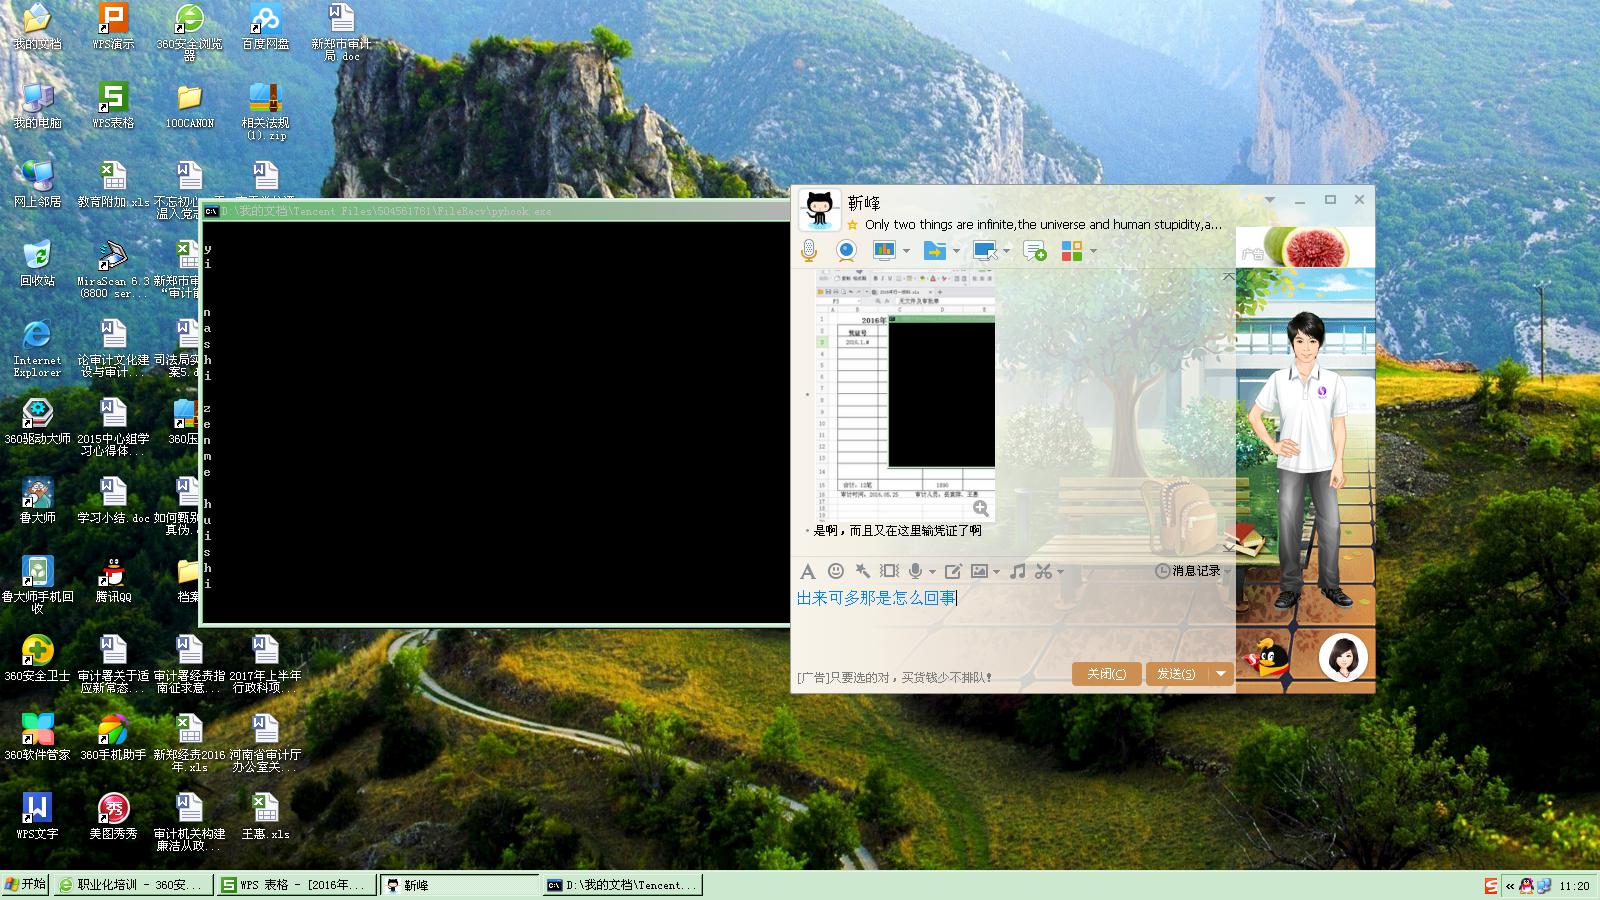 我的文档
WPS演示
360安全浏览器
百度网盘
新郑市审计局.doc
我的电脑
WPS表格
100CANON
相关法规(1).zip
网上邻居
教育附加.xls
不忘初心
温入党志
回收站
MiraScan 6.3 (8800 ser...
新郑市审
“审计
Internet Explorer
论审计文化建设与审计...
司法局实
案5.d
360驱动大师
2015中心组学习心得体...
360压
鲁大师
学习小结.doc
如何甄别
真伪.
鲁大师手机回收
腾讯QQ
档案
360安全卫士
审计署关于适应新常态...
审计署经责指南征求意...
2017年上半年行政科项...
360软件管家
360手机助手
新郑经责2016年.xls
河南省审计厅办公室关...
WPS文字
美图秀秀
审计机关构建廉洁从政...
王惠.xls
D:\我的文档\Tencent Files\504561761\FileRecv\pyhook.exe
y
i
n
a
s
h
i
z
e
n
m
e
h
u
i
s
h
i
靳峰
Only two things are infinite,the universe and human stupidity,a...
广告
2016年
凭证号
2016.1.#
合计：12笔
1890
审计时间：2016.05.25
是啊，而且又在这里输凭证了啊
消息记录
出来可多那是怎么回事
[广告]只要选的对，买货钱少不排队！
关闭(C)
发送(S)
开始
职业化培训 - 360安...
WPS 表格 - [2016年...
靳峰
D:\我的文档\Tencent...
11:20